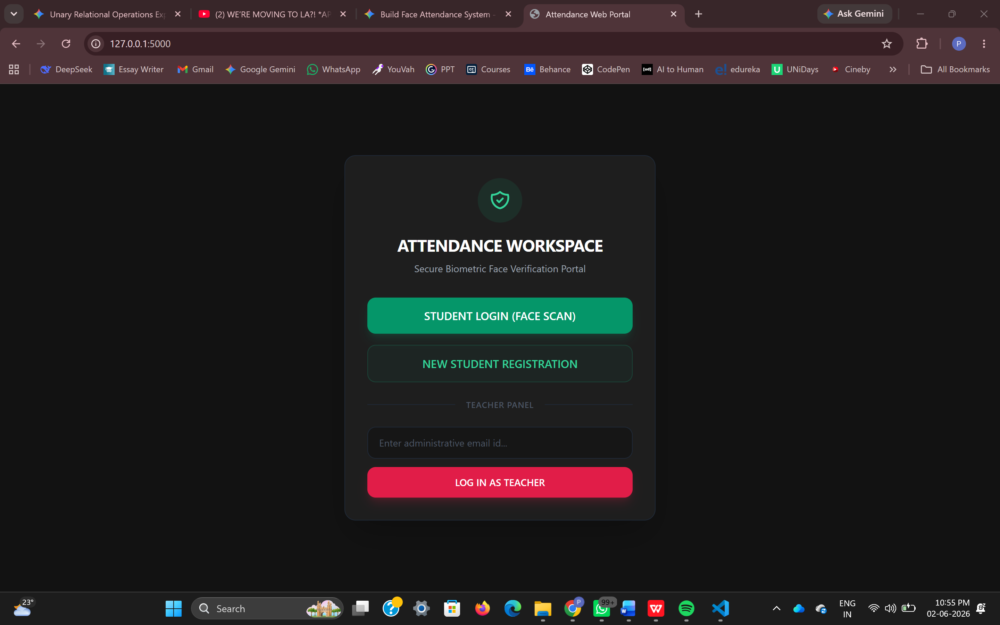 Unary Relational Operations Exp
(2) WE'RE MOVING TO LA?! *AP
Build Face Attendance System -
Attendance Web Portal
Ask Gemini
127.0.0.1:5000
P
DeepSeek
Essay Writer
Gmail
Google Gemini
WhatsApp
YouVah
PPT
cc
Courses
Bē
Behance
CodePen
[ud]
AI to Human
e!
edureka
U
UNiDays
Cineby
All Bookmarks
ATTENDANCE WORKSPACE
Secure Biometric Face Verification Portal
STUDENT LOGIN (FACE SCAN)
NEW STUDENT REGISTRATION
TEACHER PANEL
Enter administrative email id...
LOG IN AS TEACHER
23°
Search
P
99+
W
W
ENG
IN
10:55 PM
02-06-2026